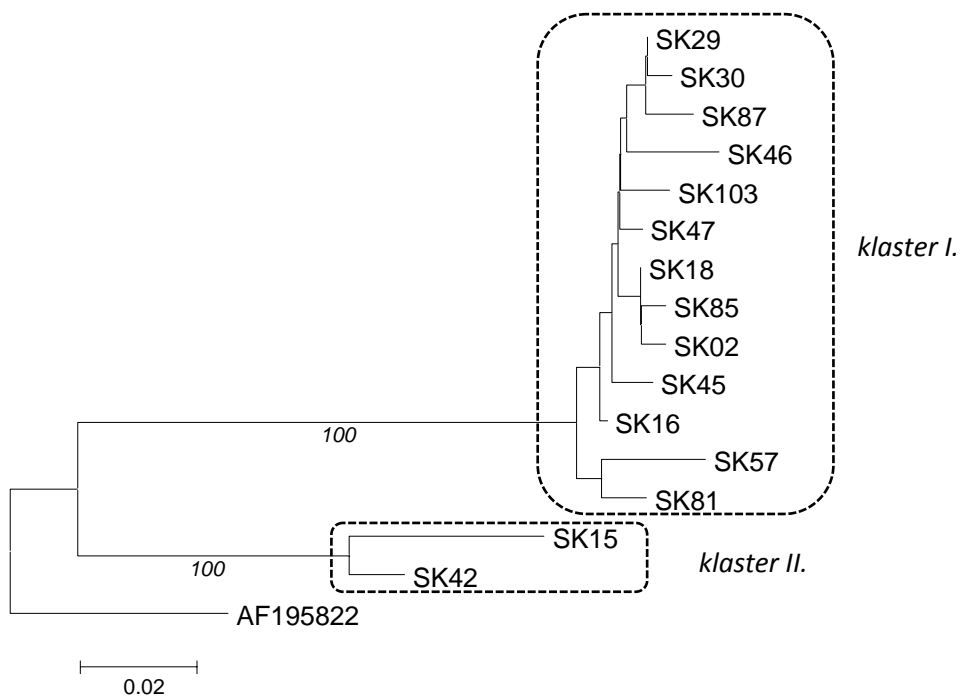 SK29
SK30
SK87
SK46
SK103
SK47
klaster I.
SK18
SK85
SK02
SK45
SK16
100
SK57
SK81
SK15
klaster II.
100
SK42
AF195822
0.02